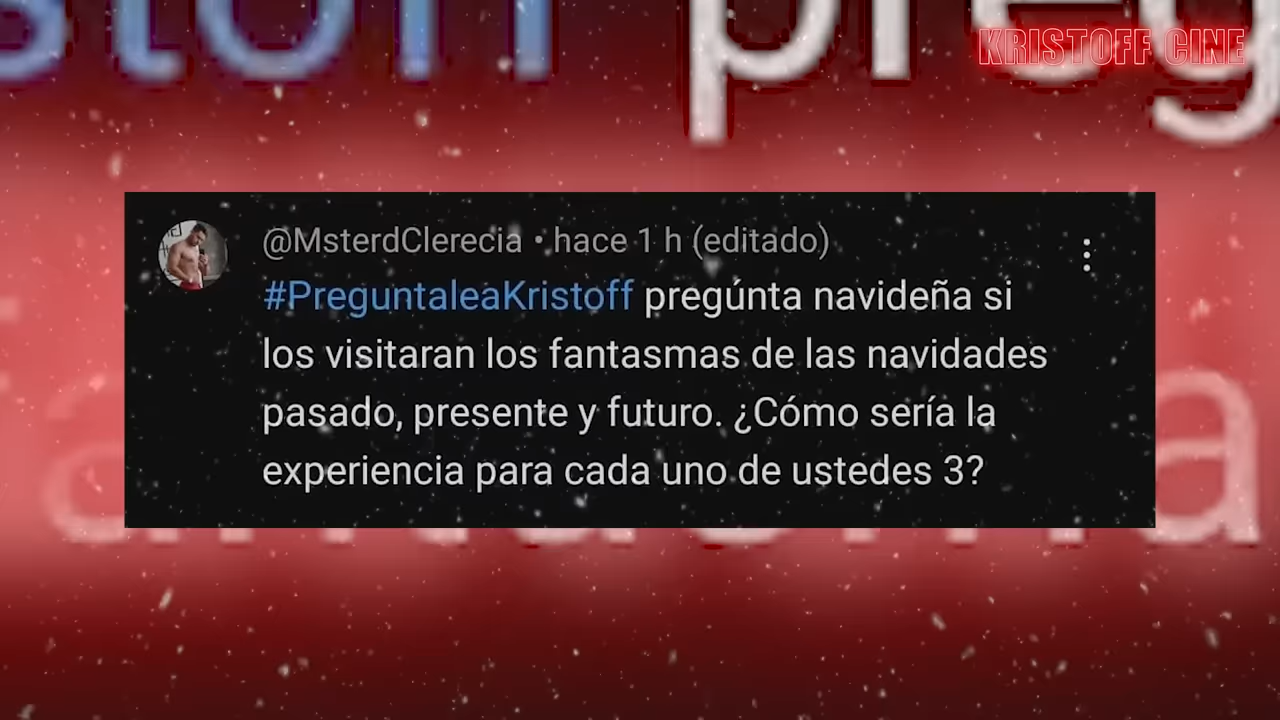 KRISTOFF CINE
@MsterdClerecia • hace 1 h (editado)
#PreguntaleaKristoff pregúnta navideña si
los visitaran los fantasmas de las navidades
pasado, presente y futuro. ¿Cómo sería la
experiencia para cada uno de ustedes 3?